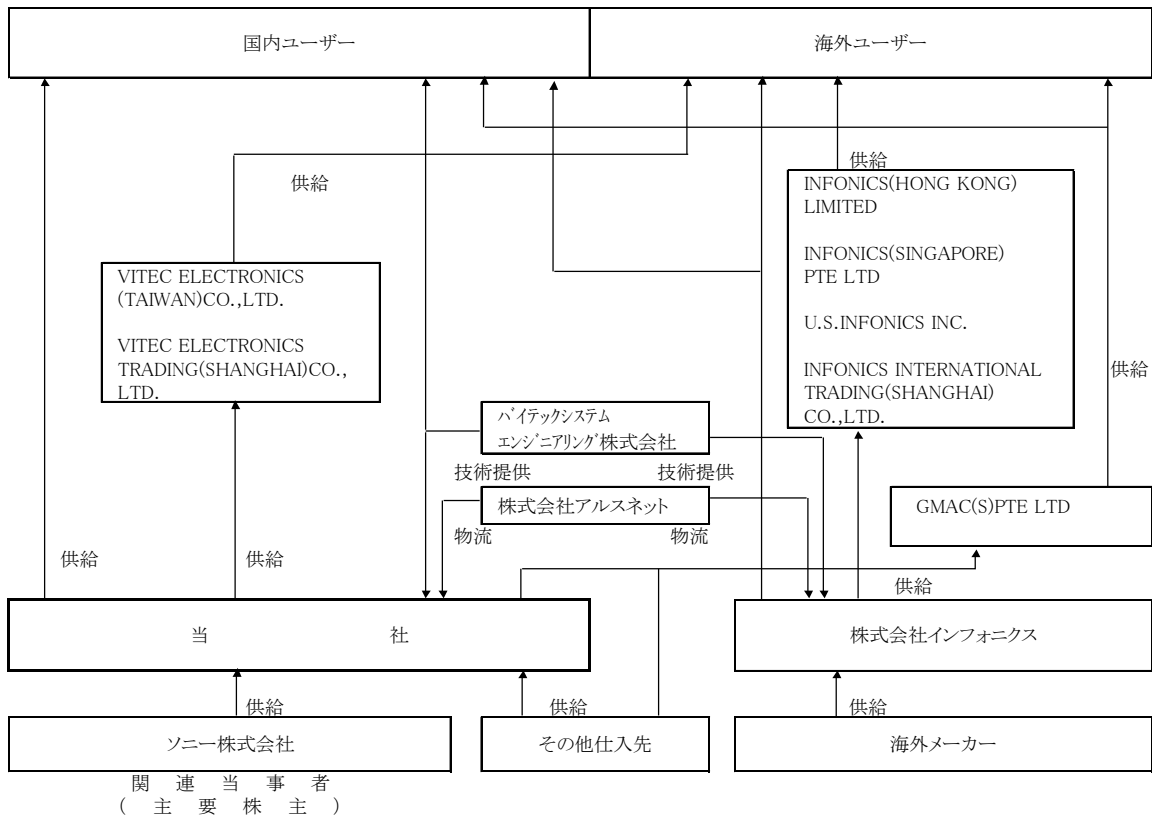 国内ユーザー
海外ユーザー
供給
供給
INFONICS(HONG KONG)
LIMITED
INFONICS(SINGAPORE)
PTE LTD
U.S.INFONICS INC.
INFONICS INTERNATIONAL
TRADING(SHANGHAI)
CO.,LTD.
VITEC ELECTRONICS
(TAIWAN)CO.,LTD.
VITEC ELECTRONICS
TRADING(SHANGHAI)CO.,
LTD.
供給
バイテックシステム
エンジニアリング株式会社
技術提供
技術提供
株式会社アルスネット
GMAC(S)PTE LTD
物流
物流
供給
供給
供給
当 社
株式会社インフォニクス
供給
供給
供給
ソニー株式会社
その他仕入先
海外メーカー
関 連 当 事 者
( 主 要 株 主 )